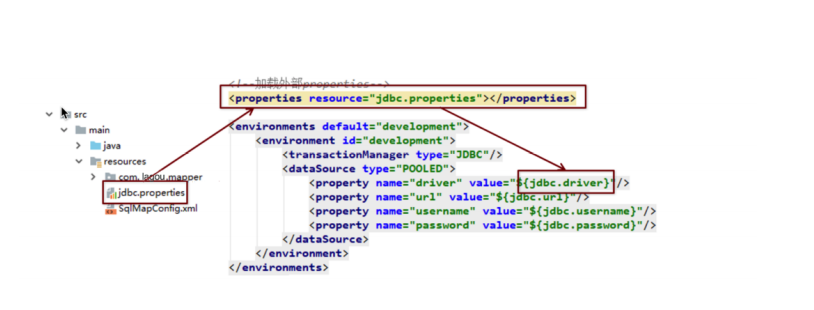 src
main
java
resources
com.lagou.mapper
jdbc.properties
SqlMapConfig.xml
<!--加载外部properties-->
<properties resource="jdbc.properties"></properties>
<environments default="development">
<environment id="development">
<transactionManager type="JDBC"/>
<dataSource type="POOLED">
<property name="driver" value="${jdbc.driver}"/>
<property name="url" value="${jdbc.url}"/>
<property name="username" value="${jdbc.username}"/>
<property name="password" value="${jdbc.password}"/>
</dataSource>
</environment>
</environments>